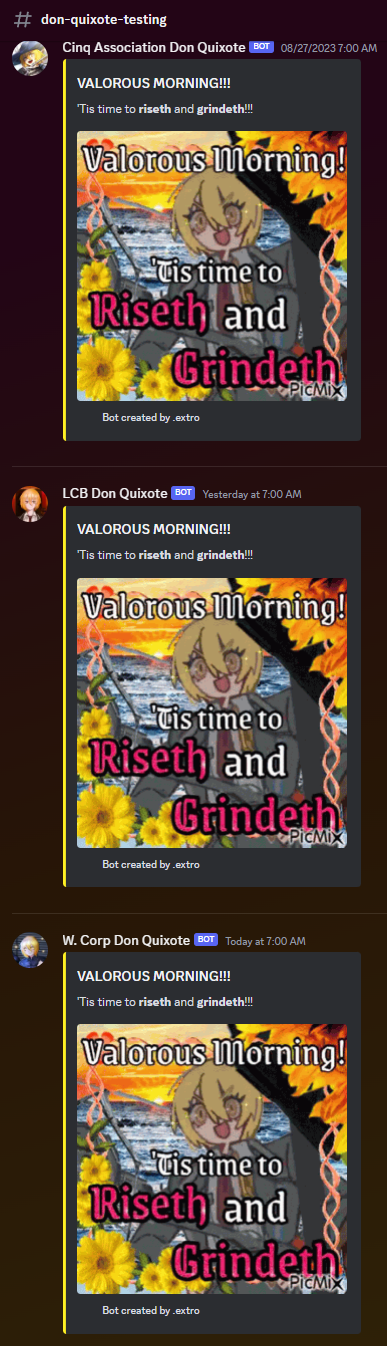 # don-quixote-testing
Cinq Association Don Quixote BOT 08/27/2023 7:00 AM
VALOROUS MORNING!!!
'Tis time to riseth and grindeth!!!
Valorous Morning!
'Tis time to
Riseth and
Grindeth
PicMix
Bot created by .extro
LCB Don Quixote BOT Yesterday at 7:00 AM
VALOROUS MORNING!!!
'Tis time to riseth and grindeth!!!
Valorous Morning!
'Tis time to
Riseth and
Grindeth
PicMix
Bot created by .extro
W. Corp Don Quixote BOT Today at 7:00 AM
VALOROUS MORNING!!!
'Tis time to riseth and grindeth!!!
Valorous Morning!
'Tis time to
Riseth and
Grindeth
PicMix
Bot created by .extro